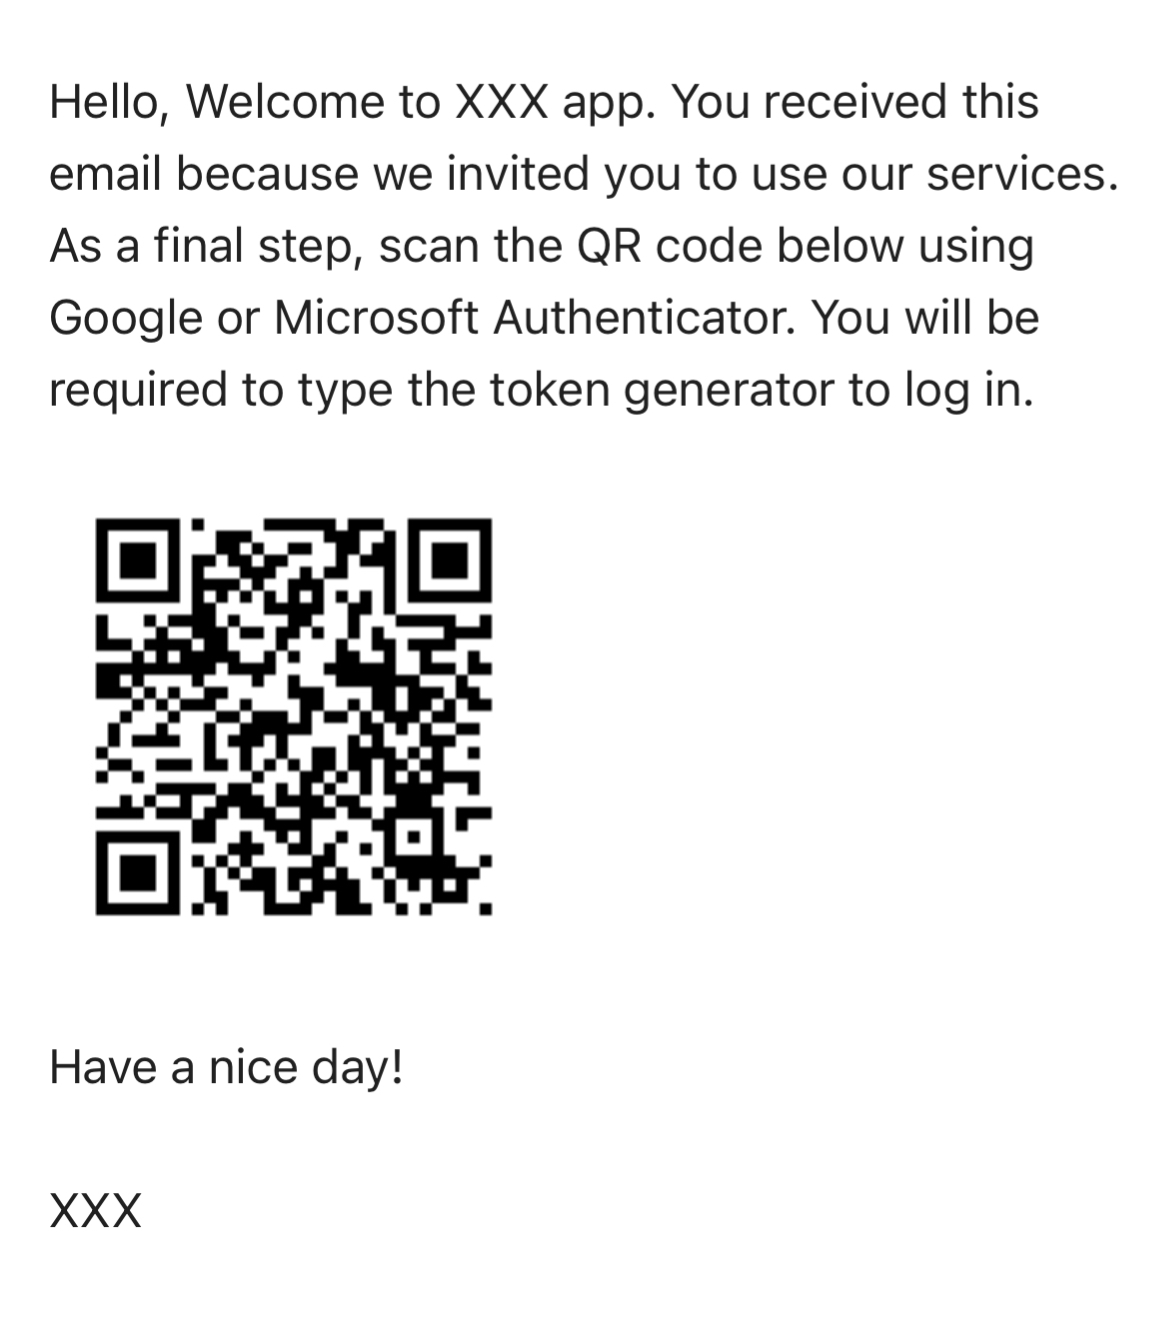 Hello, Welcome to XXX app. You received this
email because we invited you to use our services.
As a final step, scan the QR code below using
Google or Microsoft Authenticator. You will be
required to type the token generator to log in.
Have a nice day!
XXX